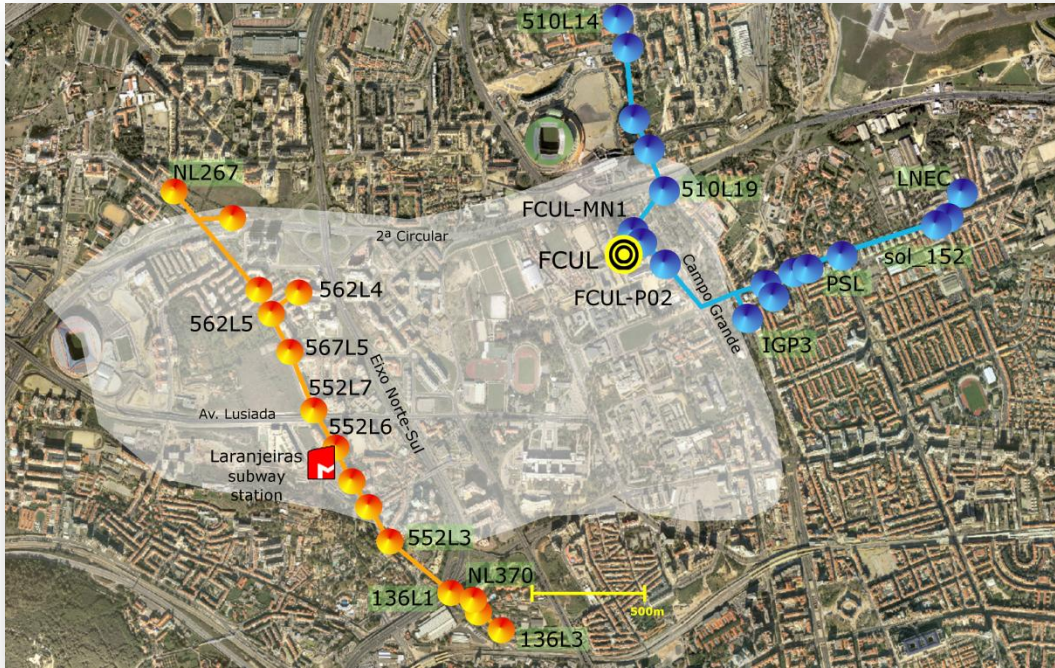 510L14
NL267
510L19
LNEC
FCUL-MN1
2ª Circular
FCUL
sol_152
562L4
Campo Grande
PSL
FCUL-P02
562L5
IGP3
567L5
Eixo Norte-Sul
552L7
Av. Lusiada
552L6
Laranjeiras
subway
station
552L3
NL370
136L1
500m
136L3